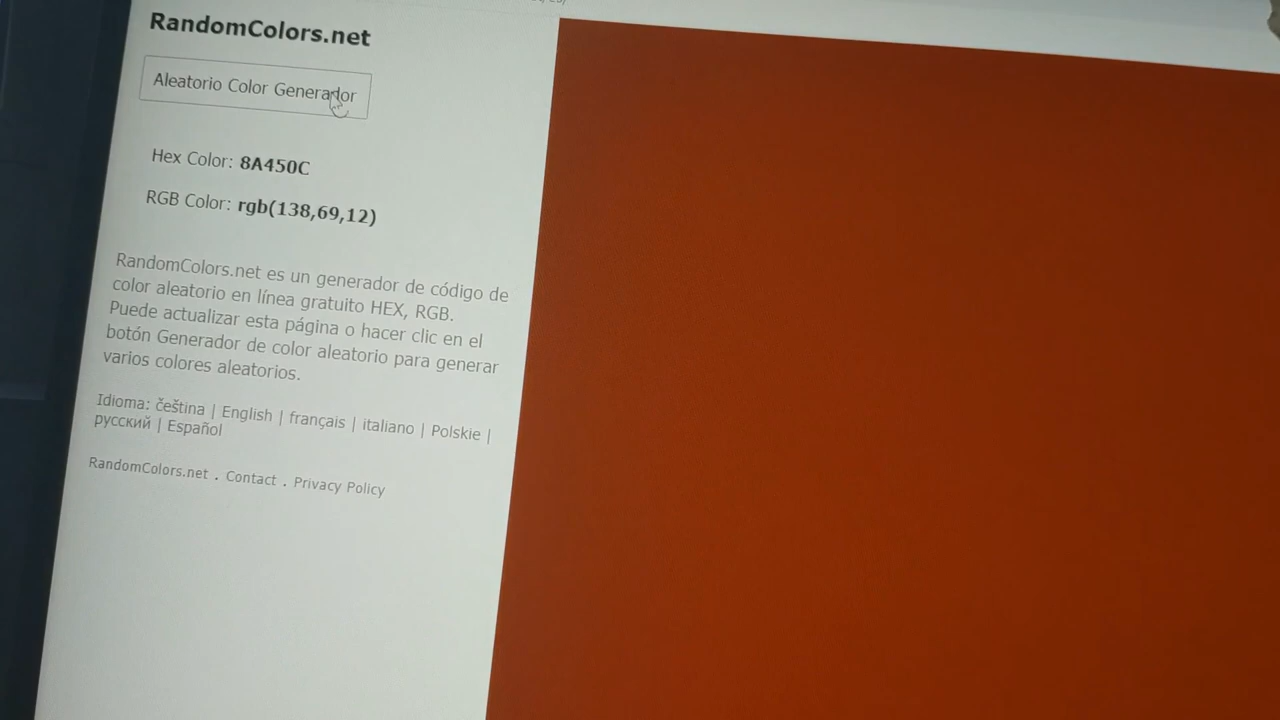 RandomColors.net
Aleatorio Color Generador
Hex Color: 8A450C
RGB Color: rgb(138,69,12)
RandomColors.net es un generador de código de
color aleatorio en línea gratuito HEX, RGB.
Puede actualizar esta página o hacer clic en el
botón Generador de color aleatorio para generar
varios colores aleatorios.
Idioma: čeština | English | français | italiano | Polskie |
русский | Español
RandomColors.net . Contact . Privacy Policy